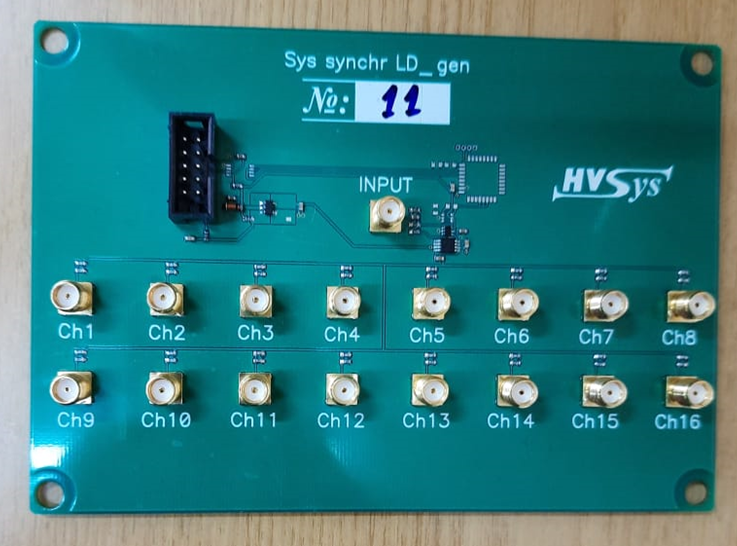 Sys synchr LD_gen
№: 11
INPUT
HVSys
Ch1 Ch2 Ch3 Ch4 Ch5 Ch6 Ch7 Ch8
Ch9 Ch10 Ch11 Ch12 Ch13 Ch14 Ch15 Ch16